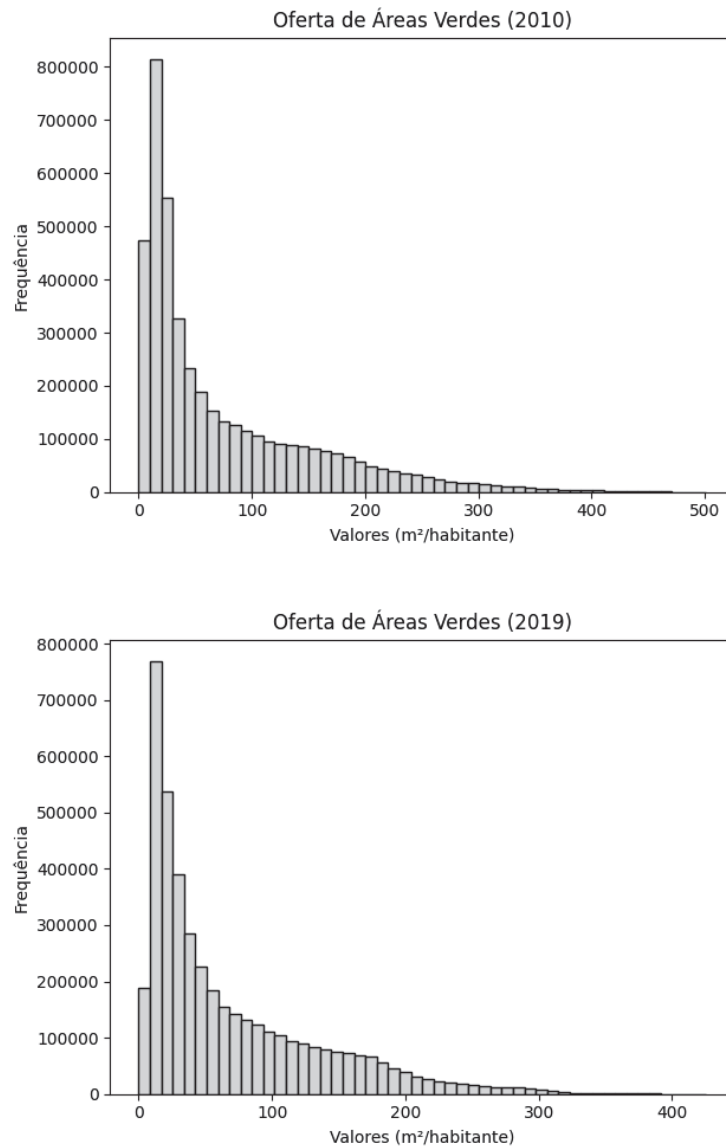 Oferta de Áreas Verdes (2010)
800000
700000
600000
500000
400000
300000
200000
100000
0
Frequência
0 100 200 300 400 500
Valores (m²/habitante)
Oferta de Áreas Verdes (2019)
800000
700000
600000
500000
400000
300000
200000
100000
0
Frequência
0 100 200 300 400
Valores (m²/habitante)